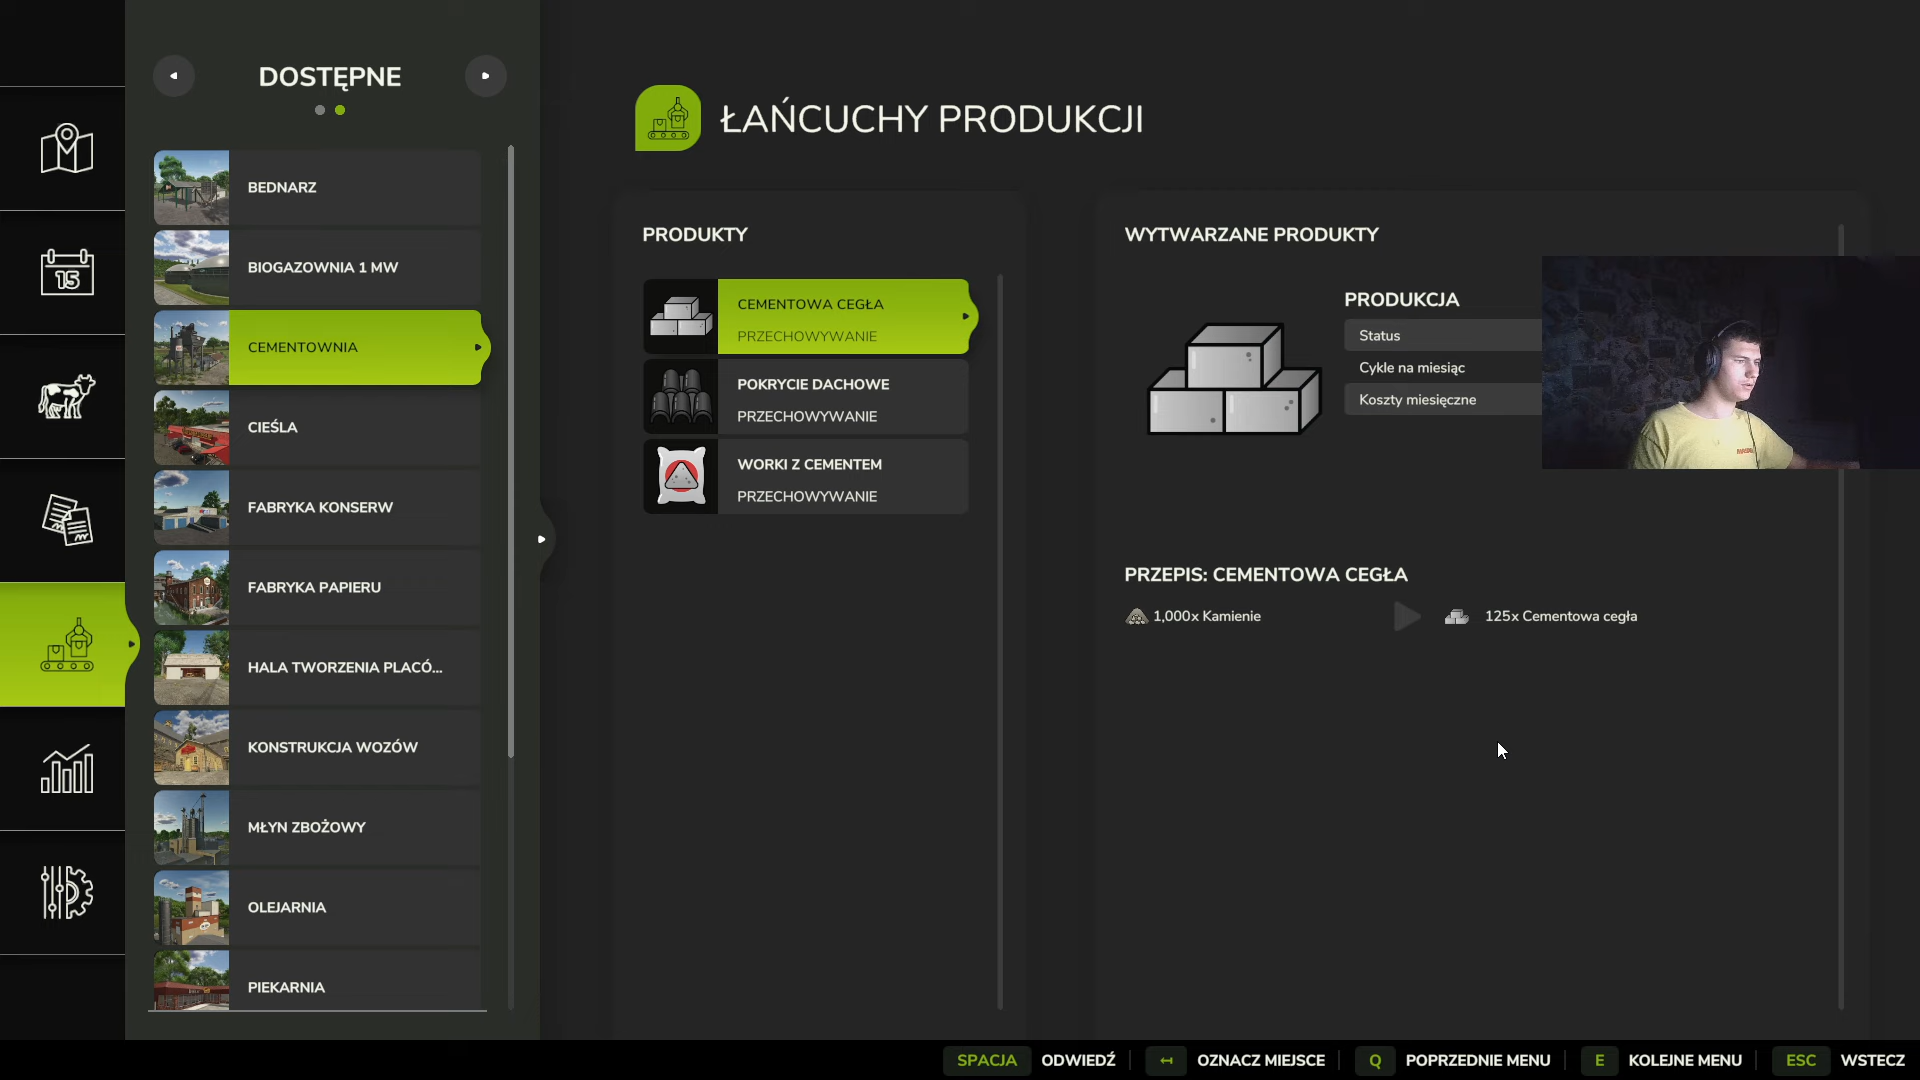 DOSTĘPNE
BEDNARZ
BIOGAZOWNIA 1 MW
CEMENTOWNIA
CIEŚLA
FABRYKA KONSERW
FABRYKA PAPIERU
HALA TWORZENIA PLACÓ...
KONSTRUKCJA WOZÓW
MŁYN ZBOŻOWY
OLEJARNIA
PIEKARNIA
15
ŁAŃCUCHY PRODUKCJI
PRODUKTY
CEMENTOWA CEGŁA
PRZECHOWYWANIE
POKRYCIE DACHOWE
PRZECHOWYWANIE
WORKI Z CEMENTEM
PRZECHOWYWANIE
WYTWARZANE PRODUKTY
PRODUKCJA
Status
Cykle na miesiąc
Koszty miesięczne
PRZEPIS: CEMENTOWA CEGŁA
1,000x Kamienie
125x Cementowa cegła
SPACJA ODWIEDŹ
OZNACZ MIEJSCE
Q POPRZEDNIE MENU
E KOLEJNE MENU
ESC WSTECZ